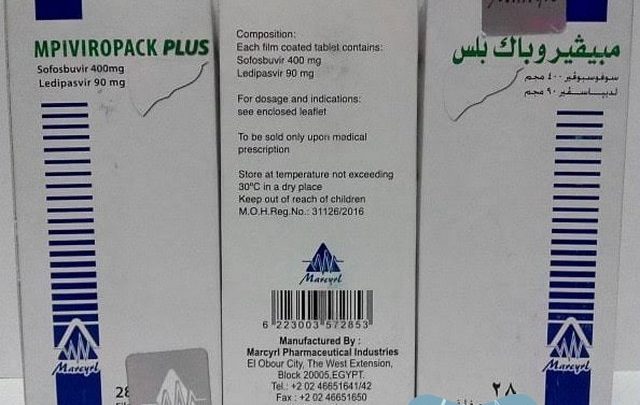 MPIVIROPACK PLUS
Sofosbuvir 400mg
Ledipasvir 90 mg
Marcyrl
28
Composition:
Each film coated tablet contains:
Sofosbuvir 400 mg
Ledipasvir 90 mg
For dosage and indications:
see enclosed leaflet
To be sold only upon medical
prescription
Store at temperature not exceeding
30ºC in a dry place
Keep out of reach of children
M.O.H.Reg.No.: 31126/2016
Marcyrl
6 223003 572853
Manufactured By :
Marcyrl Pharmaceutical Industries
El Obour City, The West Extension,
Block 20005,EGYPT.
Tel.: +2 02 46651641/42
Fax : +2 02 46651650
مبيڤيروباك بلس
سوفوسبوفير ٤٠٠ مجم
لديباسڤير ٩٠ مجم
Marcyrl
٢٨